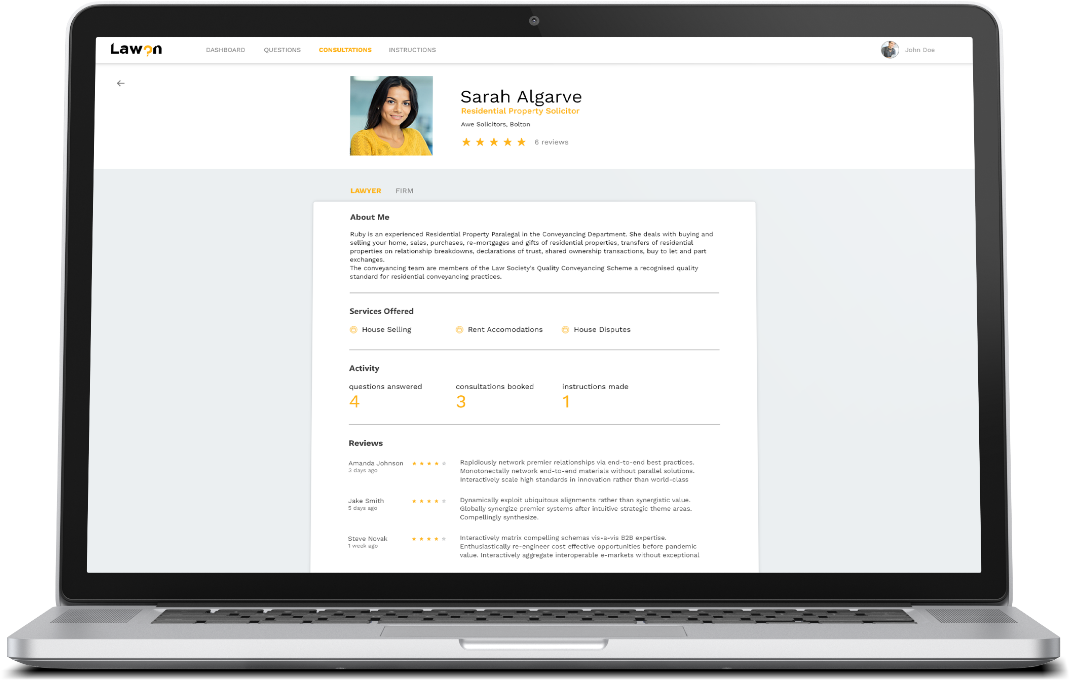 Lawon
DASHBOARD QUESTIONS CONSULTATIONS INSTRUCTIONS
John Doe
Sarah Algarve
Residential Property Solicitor
Awe Solicitors, Bolton
6 reviews
LAWYER FIRM
About Me
Ruby is an experienced Residential Property Paralegal in the Conveyancing Department. She deals with buying and
selling your home, sales, purchases, re-mortgages and gifts of residential properties, transfers of residential
properties on relationship breakdowns, declarations of trust, shared ownership transactions, buy to let and part
exchanges.
The conveyancing team are members of the Law Society's Quality Conveyancing Scheme a recognised quality
standard for residential conveyancing practices.
Services Offered
House Selling Rent Accomodations House Disputes
Activity
questions answered consultations booked instructions made
4 3 1
Reviews
Amanda Johnson
3 days ago
Rapidiously network premier relationships via end-to-end best practices.
Monotonectally network end-to-end materials without parallel solutions.
Interactively scale high standards in innovation rather than world-class
Jake Smith
5 days ago
Dynamically exploit ubiquitous alignments rather than synergistic value.
Globally synergize premier systems after intuitive strategic theme areas.
Compellingly synthesize.
Steve Novak
1 week ago
Interactively matrix compelling schemas vis-a-vis B2B expertise.
Enthusiastically re-engineer cost effective opportunities before pandemic
value. Interactively aggregate interoperable e-markets without exceptional